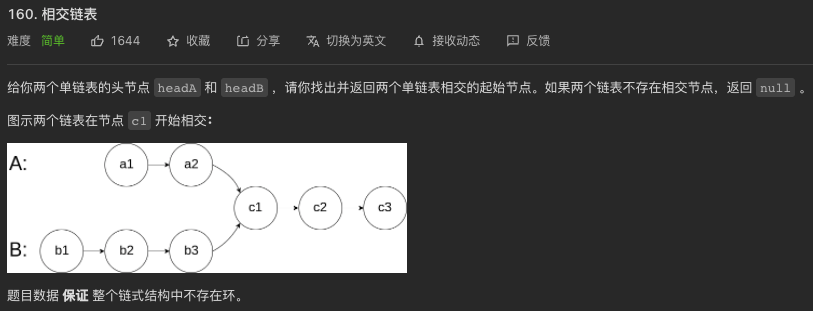 160. 相交链表
难度 简单 1644 收藏 分享 切换为英文 接收动态 反馈
给你两个单链表的头节点 headA 和 headB ，请你找出并返回两个单链表相交的起始节点。如果两个链表不存在相交节点，返回 null 。
图示两个链表在节点 c1 开始相交：
A: a1 a2
c1 c2 c3
B: b1 b2 b3
题目数据 保证 整个链式结构中不存在环。